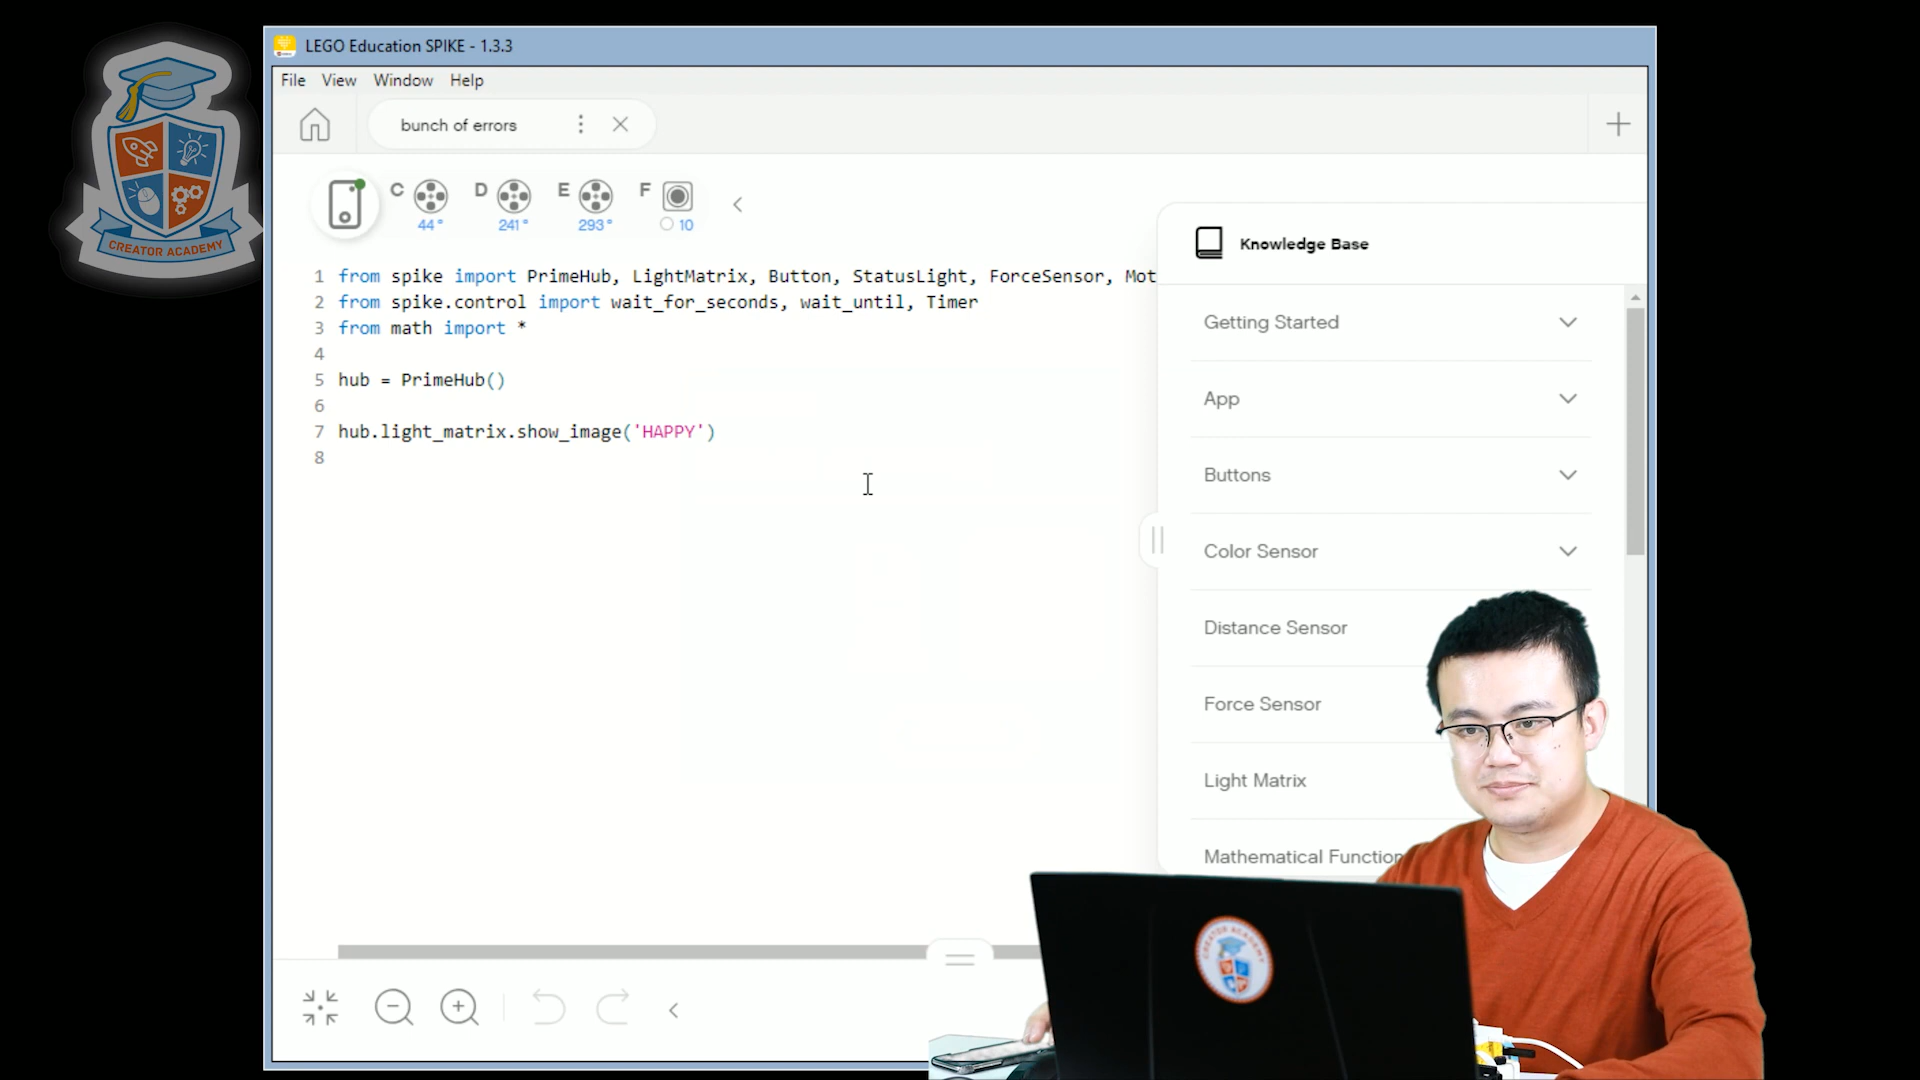 LEGO Education SPIKE - 1.3.3
File View Window Help
bunch of errors
C D E F
44° 241° 293° 10
CREATOR ACADEMY
Knowledge Base
1 from spike import PrimeHub, LightMatrix, Button, StatusLight, ForceSensor, Mot
2 from spike.control import wait_for_seconds, wait_until, Timer
3 from math import *
4
5 hub = PrimeHub()
6
7 hub.light_matrix.show_image('HAPPY')
8
Getting Started
App
Buttons
Color Sensor
Distance Sensor
Force Sensor
Light Matrix
Mathematical Function
CREATOR ACADEMY